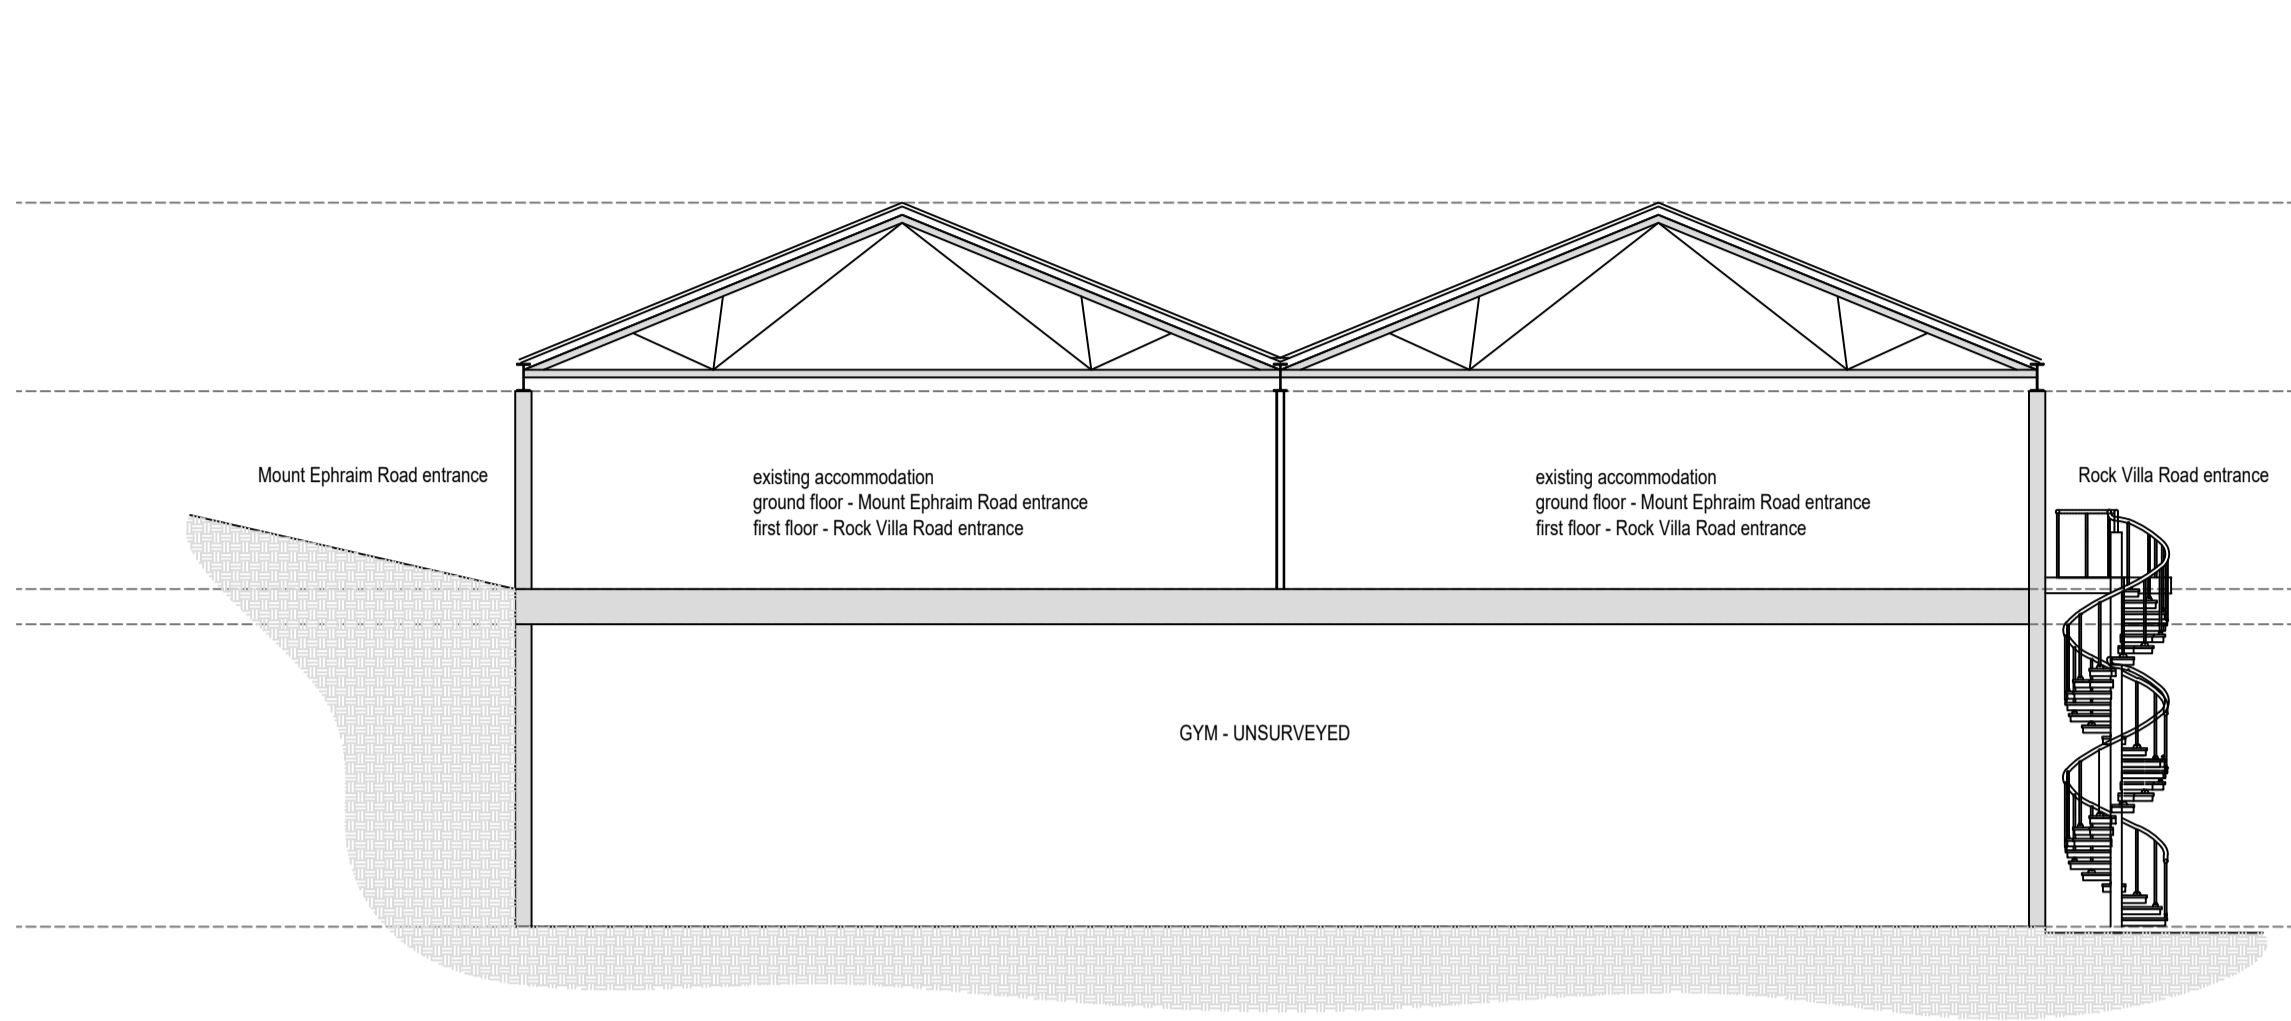 Mount Ephraim Road entrance
existing accommodation
ground floor - Mount Ephraim Road entrance
first floor - Rock Villa Road entrance
existing accommodation
ground floor - Mount Ephraim Road entrance
first floor - Rock Villa Road entrance
Rock Villa Road entrance
GYM - UNSURVEYED